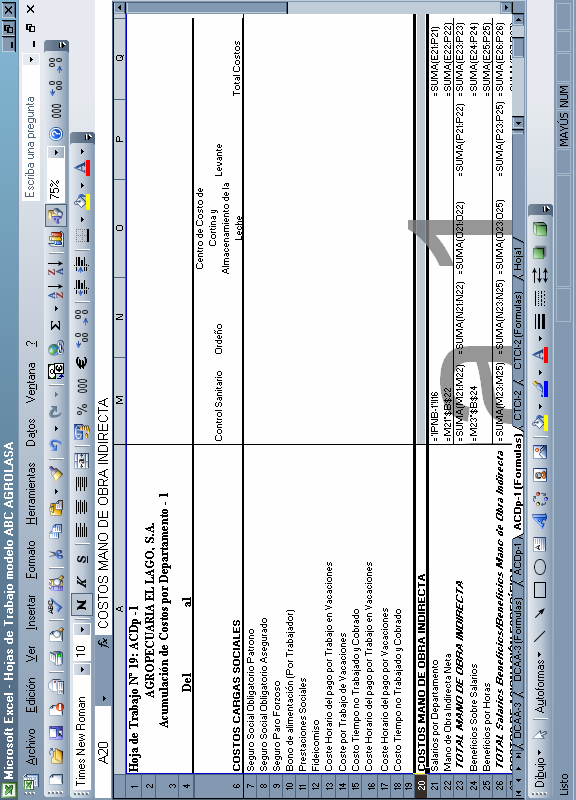 Microsoft Excel - Hojas de Trabajo modelo ABC AGROLASA
Archivo Edición Ver Insertar Formato Herramientas Datos Ventana ?
Escriba una pregunta
75%
Times New Roman 10 N K S % 000 €
A20 fx COSTOS MANO DE OBRA INDIRECTA
A M N O P Q
1 Hoja de Trabajo Nº 19: ACDp -1
2 AGROPECUARIA EL LAGO, S.A.
3 Acumulación de Costos por Departamento - 1
4 Del al
Control Sanitario Ordeño Centro de Costo de Cortina y Almacenamiento de la Leche Levante Total Costos
6 COSTOS CARGAS SOCIALES
7 Seguro Social Obligatorio Patrono
8 Seguro Social Obligatorio Asegurado
9 Seguro Paro Forzoso
10 Bono de alimentación (Por Trabajador)
11 Prestaciones Sociales
12 Fideicomiso
13 Coste Horario del pago por Trabajo en Vacaciones
14 Coste por Trabajo de Vacaciones
15 Costo Tiempo no Trabajado y Cobrado
16 Coste Horario del pago por Trabajo en Vacaciones
17 Coste Horario del pago por Trabajo en Vacaciones
18 Costo Tiempo no Trabajado y Cobrado
19
20 COSTOS MANO DE OBRA INDIRECTA
21 Salarios por Departamento ='IPMB-1'!I16 =SUMA(E21:P21)
22 Mano de Obra Indirecta Neta =M21*$B$22 =SUMA(E22:P22)
23 TOTAL MANO DE OBRA INDIRECTA =SUMA(M21:M22) =SUMA(N21:N22) =SUMA(O21:O22) =SUMA(P21:P22) =SUMA(E23:P23)
24 Beneficios Sobre Salarios =M23*$B$24 =SUMA(E24:P24)
25 Beneficios por Horas =SUMA(E25:P25)
26 TOTAL Salarios Beneficios/Beneficios Mano de Obra Indirecta =SUMA(M23:M25) =SUMA(N23:N25) =SUMA(O23:O25) =SUMA(P23:P25) =SUMA(E26:P26)
DCAA-3 DCAA-3 (Formulas) ACDp-1 ACDp-1 (Formulas) CTCI-2 CTCI-2 (Formulas) Hoja1
Dibujo Autoformas
Listo MAYÚS NUM